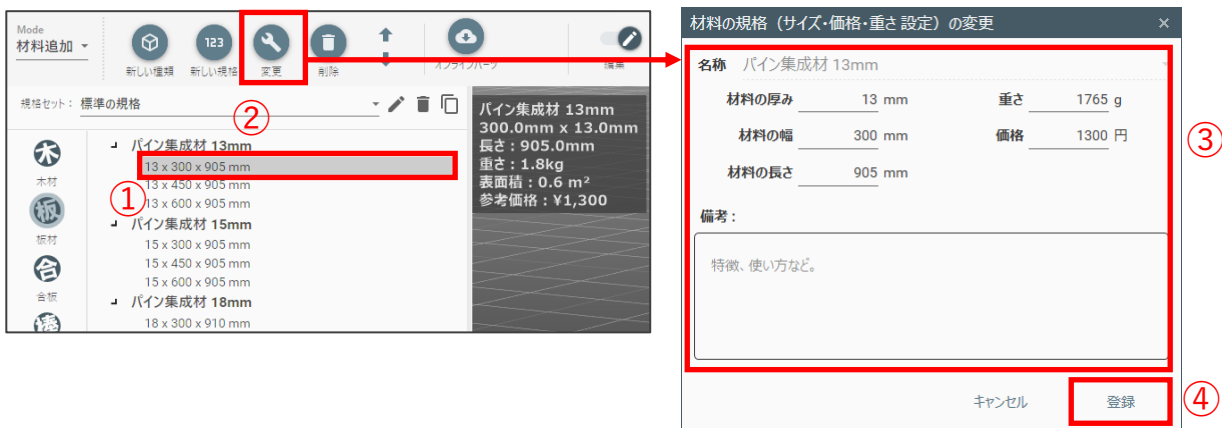 Mode
材料追加
新しい種類
123
新しい規格
変更
削除
オンラインパーツ
編集
規格セット： 標準の規格
②
木
木材
板
板材
合
合板
棒
①
パイン集成材 13mm
13 x 300 x 905 mm
13 x 450 x 905 mm
13 x 600 x 905 mm
パイン集成材 15mm
15 x 300 x 905 mm
15 x 450 x 905 mm
15 x 600 x 905 mm
パイン集成材 18mm
18 x 300 x 910 mm
パイン集成材 13mm
300.0mm x 13.0mm
長さ：905.0mm
重さ：1.8kg
表面積：0.6 m²
参考価格：¥1,300
材料の規格（サイズ・価格・重さ 設定）の変更
名称 パイン集成材 13mm
材料の厚み 13 mm 重さ 1765 g
材料の幅 300 mm 価格 1300 円
材料の長さ 905 mm
③
備考：
特徴、使い方など。
キャンセル 登録
④